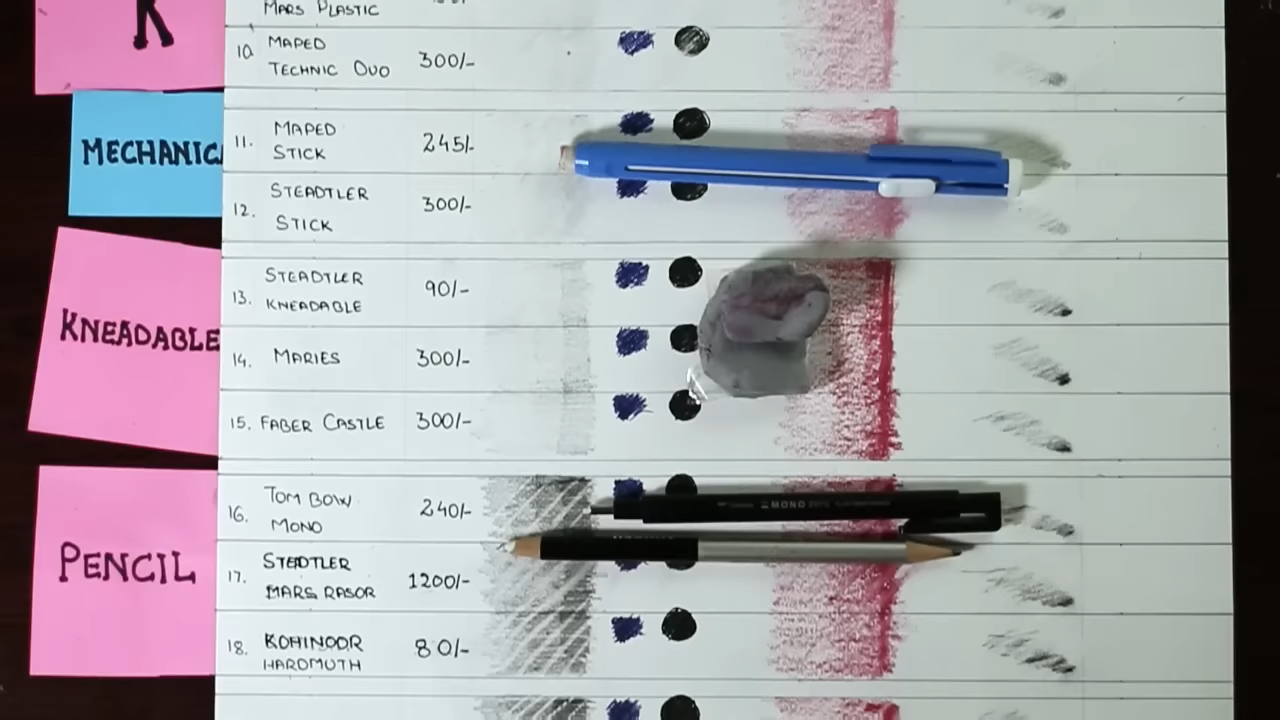 MARS PLASTIC
10 MAPED
TECHNIC DUO 300/-
MECHANICA
11. MAPED
STICK 245/-
12. STEADTLER
STICK 300/-
KNEADABLE
13. STEADTLER
KNEADABLE 90/-
14. MARIES 300/-
15. FABER CASTLE 300/-
PENCIL
16. TOM BOW
MONO 240/-
MONO
17. STEDTLER
MARS RASOR 1200/-
18. KOHINOOR
HARDMUTH 80/-